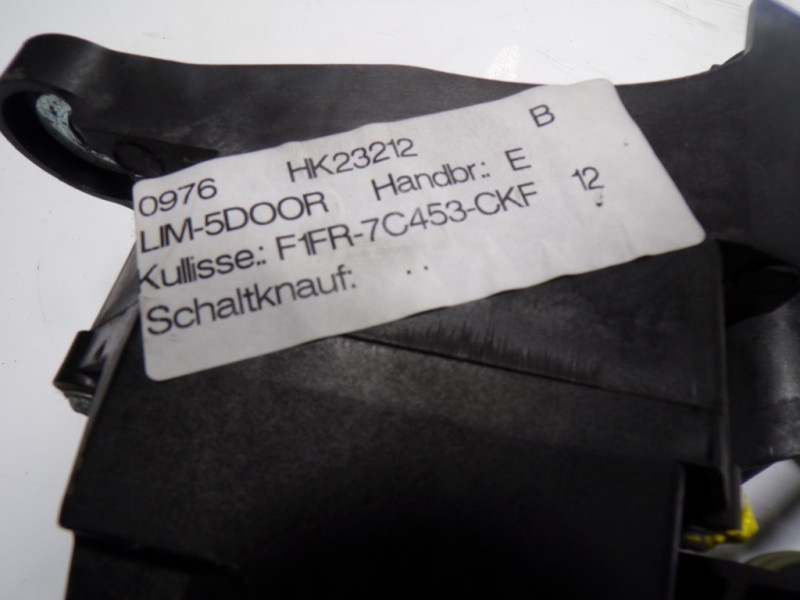 0976 HK23212 B
LIM-5DOOR Handbr.: E
Kullisse.: F1FR-7C453-CKF 12
Schaltknauf: . .